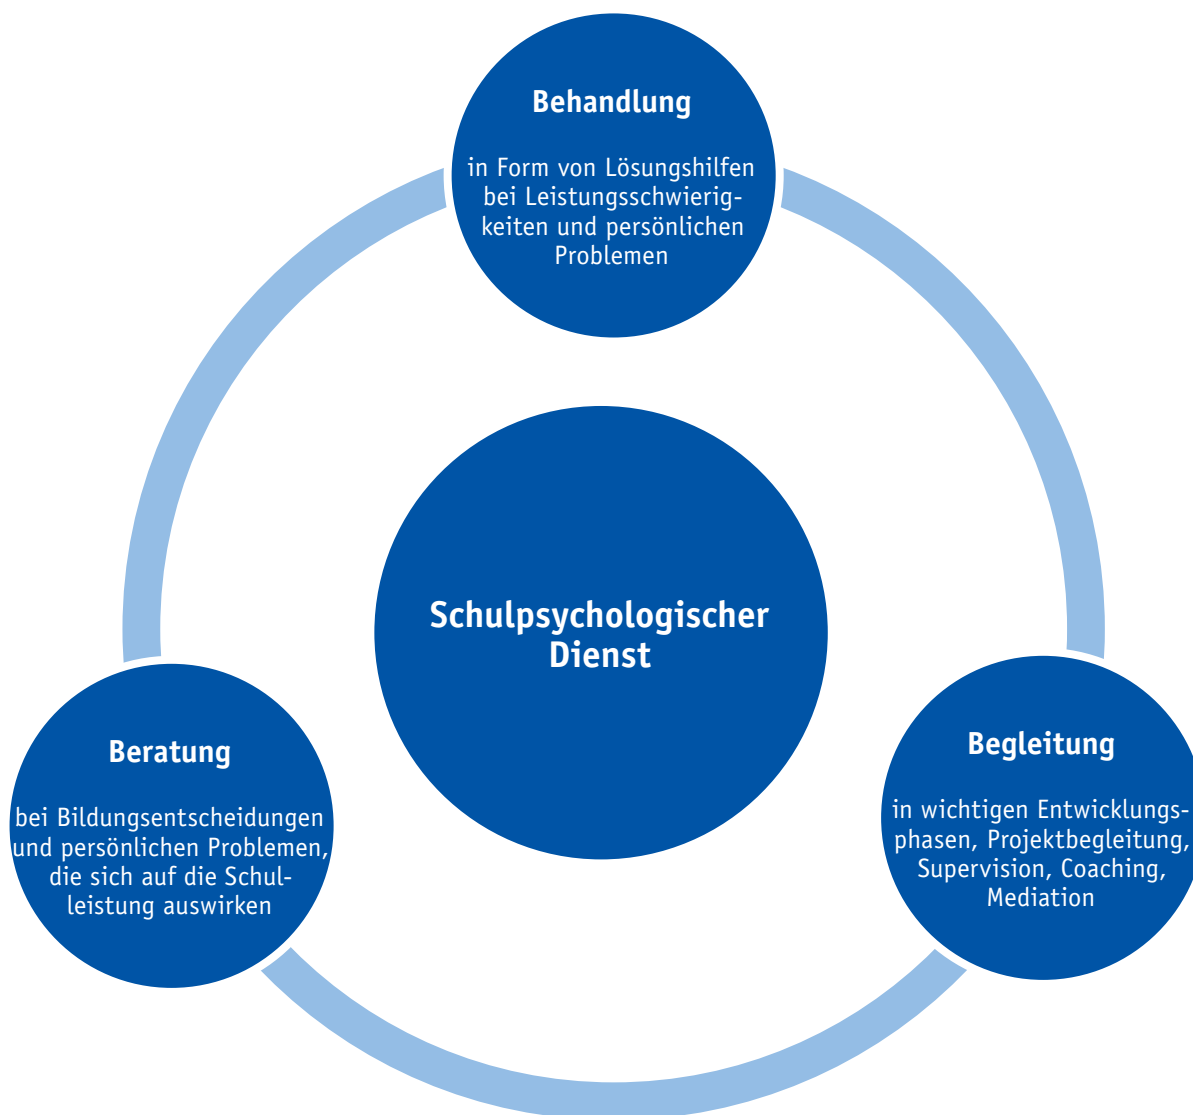 Behandlung
in Form von Lösungshilfen
bei Leistungsschwierig-
keiten und persönlichen
Problemen
Schulpsychologischer
Dienst
Beratung
bei Bildungsentscheidungen
und persönlichen Problemen,
die sich auf die Schul-
leistung auswirken
Begleitung
in wichtigen Entwicklungs-
phasen, Projektbegleitung,
Supervision, Coaching,
Mediation